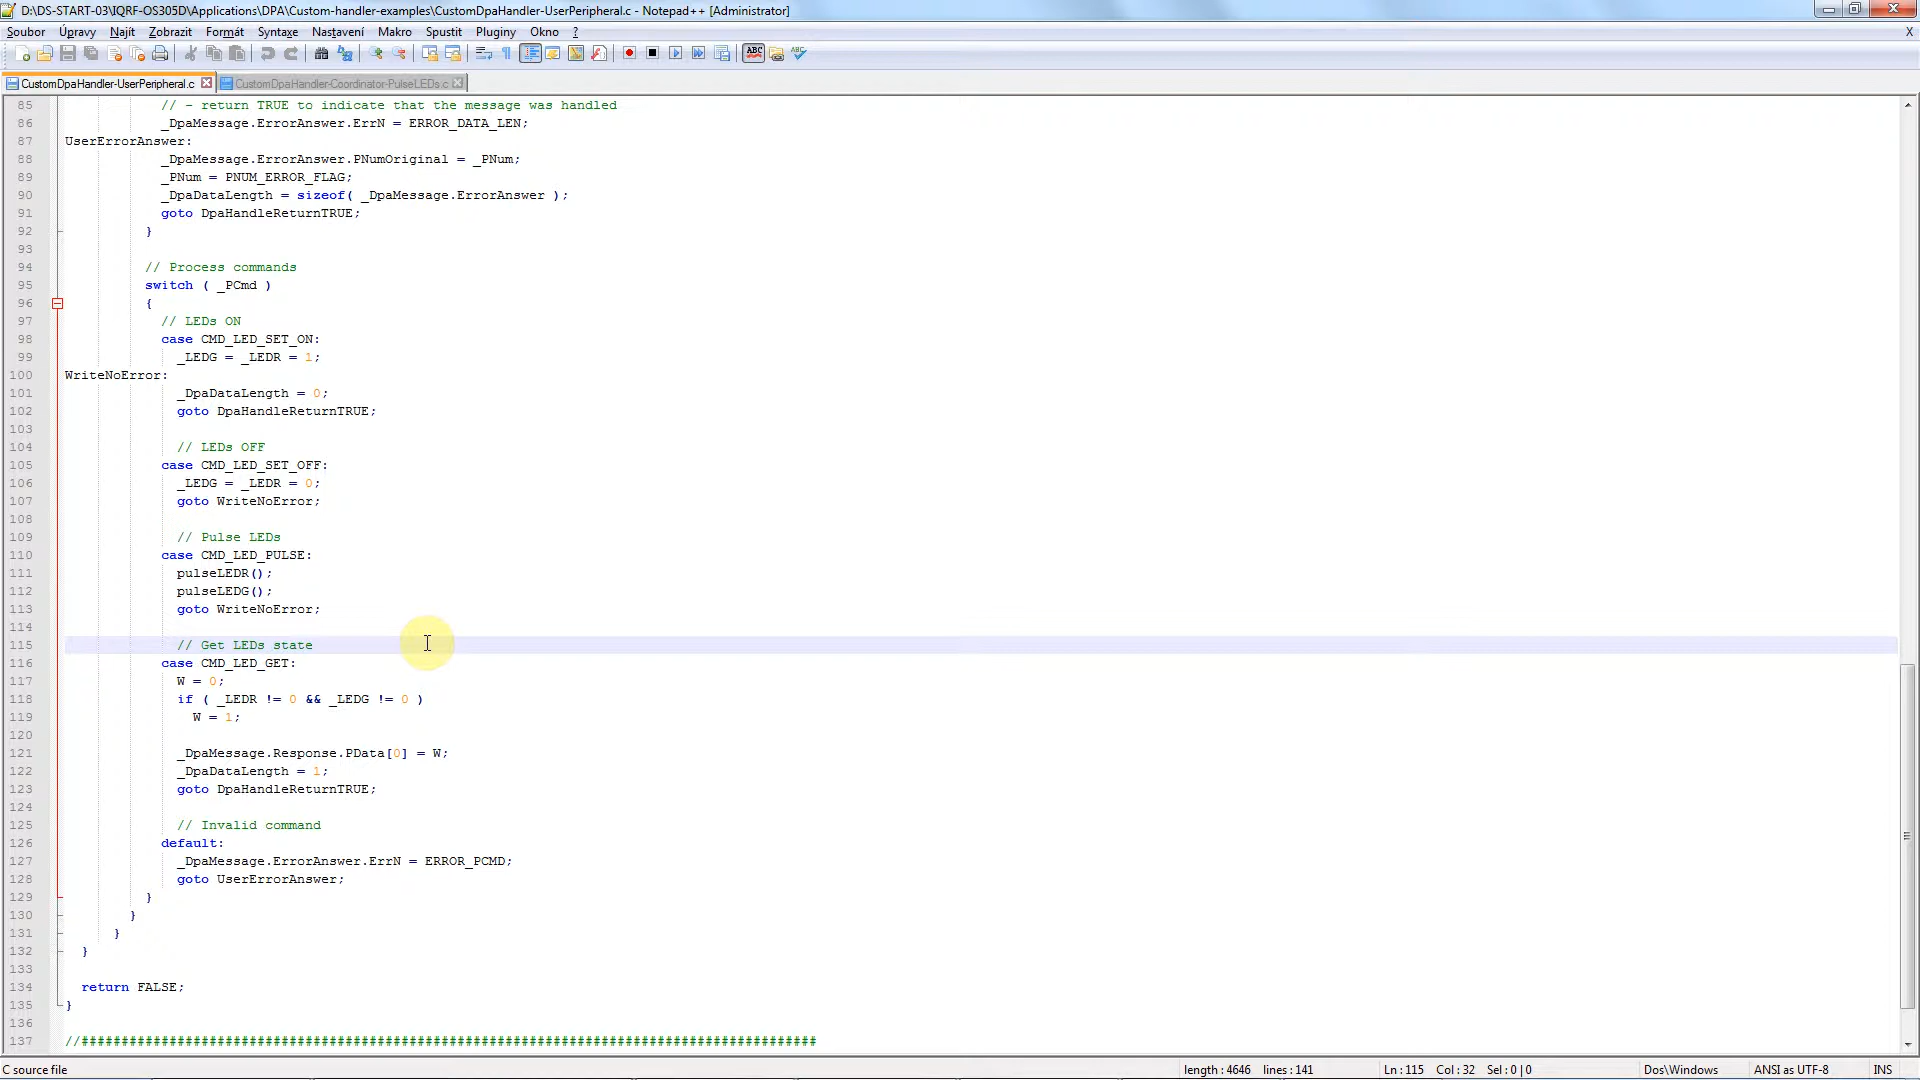 D:\DS-START-03\IQRF-OS305D\Applications\DPA\Custom-handler-examples\CustomDpaHandler-UserPeripheral.c - Notepad++ [Administrator]
Soubor Úpravy Najít Zobrazit Formát Syntaxe Nastavení Makro Spustit Pluginy Okno ? X
CustomDpaHandler-UserPeripheral.c CustomDpaHandler-Coordinator-PulseLEDs.c
85 // - return TRUE to indicate that the message was handled
86 _DpaMessage.ErrorAnswer.ErrN = ERROR_DATA_LEN;
87 UserErrorAnswer:
88 _DpaMessage.ErrorAnswer.PNumOriginal = _PNum;
89 _PNum = PNUM_ERROR_FLAG;
90 _DpaDataLength = sizeof( _DpaMessage.ErrorAnswer );
91 goto DpaHandleReturnTRUE;
92 }
93
94 // Process commands
95 switch ( _PCmd )
96 {
97 // LEDs ON
98 case CMD_LED_SET_ON:
99 _LEDG = _LEDR = 1;
100 WriteNoError:
101 _DpaDataLength = 0;
102 goto DpaHandleReturnTRUE;
103
104 // LEDs OFF
105 case CMD_LED_SET_OFF:
106 _LEDG = _LEDR = 0;
107 goto WriteNoError;
108
109 // Pulse LEDs
110 case CMD_LED_PULSE:
111 pulseLEDR();
112 pulseLEDG();
113 goto WriteNoError;
114
115 // Get LEDs state
116 case CMD_LED_GET:
117 W = 0;
118 if ( _LEDR != 0 && _LEDG != 0 )
119 W = 1;
120
121 _DpaMessage.Response.PData[0] = W;
122 _DpaDataLength = 1;
123 goto DpaHandleReturnTRUE;
124
125 // Invalid command
126 default:
127 _DpaMessage.ErrorAnswer.ErrN = ERROR_PCMD;
128 goto UserErrorAnswer;
129 }
130 }
131 }
132 }
133
134 return FALSE;
135 }
136
137 //############################################################################################
C source file length : 4646 lines : 141 Ln : 115 Col : 32 Sel : 0 | 0 Dos\Windows ANSI as UTF-8 INS